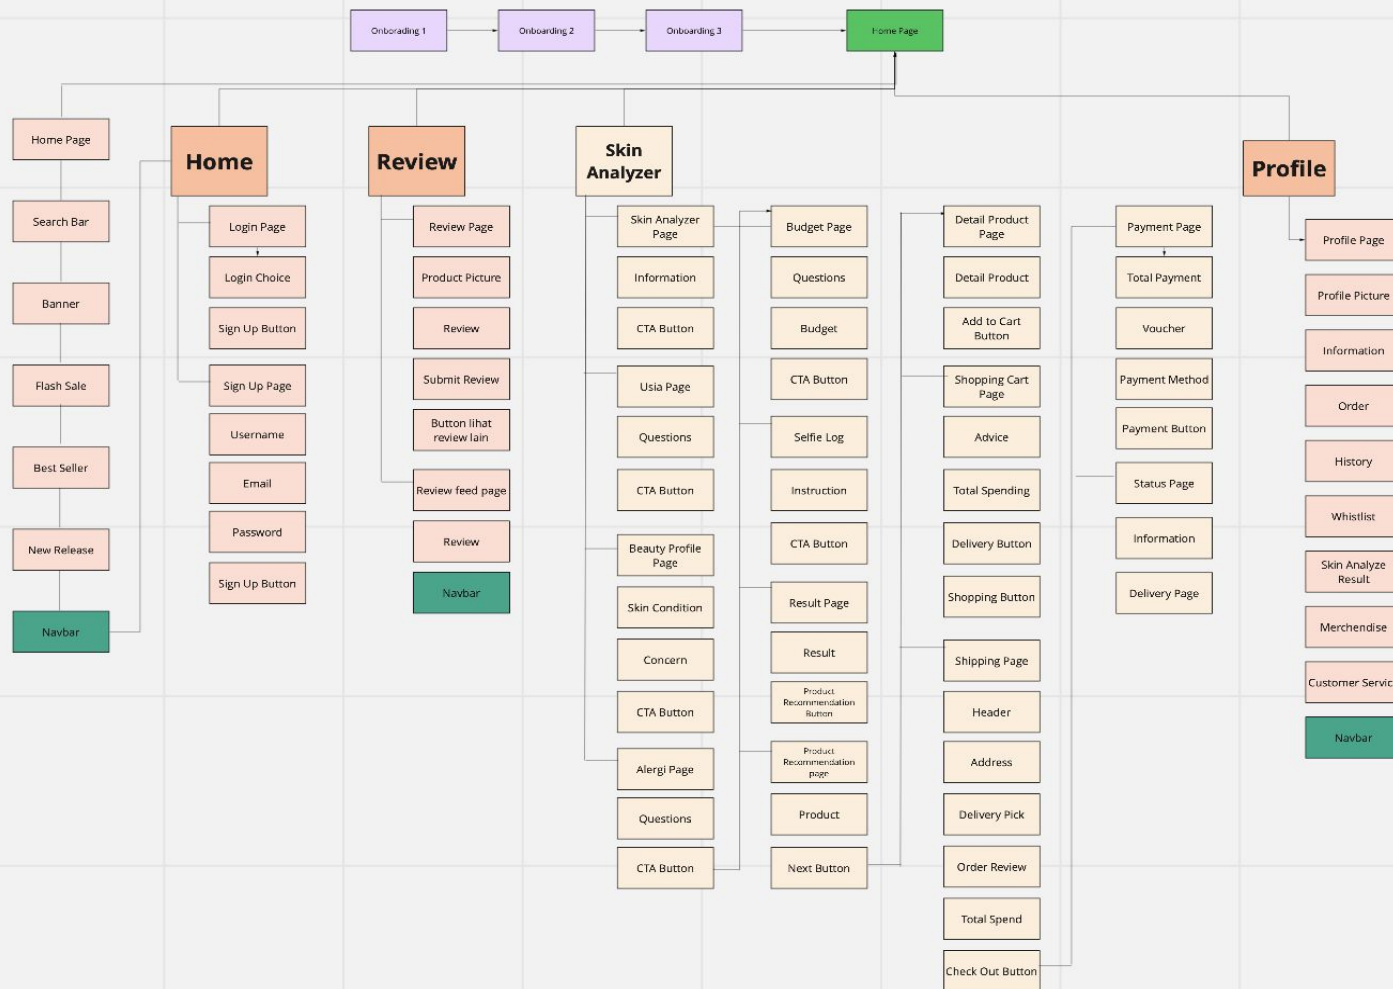 Onborading 1
Onboarding 2
Onboarding 3
Home Page
Home Page
Search Bar
Banner
Flash Sale
Best Seller
New Release
Navbar
Home
Login Page
Login Choice
Sign Up Button
Sign Up Page
Username
Email
Password
Sign Up Button
Review
Review Page
Product Picture
Review
Submit Review
Button lihat
review lain
Review feed page
Review
Navbar
Skin
Analyzer
Skin Analyzer
Page
Information
CTA Button
Usia Page
Questions
CTA Button
Beauty Profile
Page
Skin Condition
Concern
CTA Button
Alergi Page
Questions
CTA Button
Budget Page
Questions
Budget
CTA Button
Selfie Log
Instruction
CTA Button
Result Page
Result
Product
Recommendation
Button
Product
Recommendation
page
Product
Next Button
Detail Product
Page
Detail Product
Add to Cart
Button
Shopping Cart
Page
Advice
Total Spending
Delivery Button
Shopping Button
Shipping Page
Header
Address
Delivery Pick
Order Review
Total Spend
Check Out Button
Payment Page
Total Payment
Voucher
Payment Method
Payment Button
Status Page
Information
Delivery Page
Profile
Profile Page
Profile Picture
Information
Order
History
Whistlist
Skin Analyze
Result
Merchendise
Customer Servic
Navbar